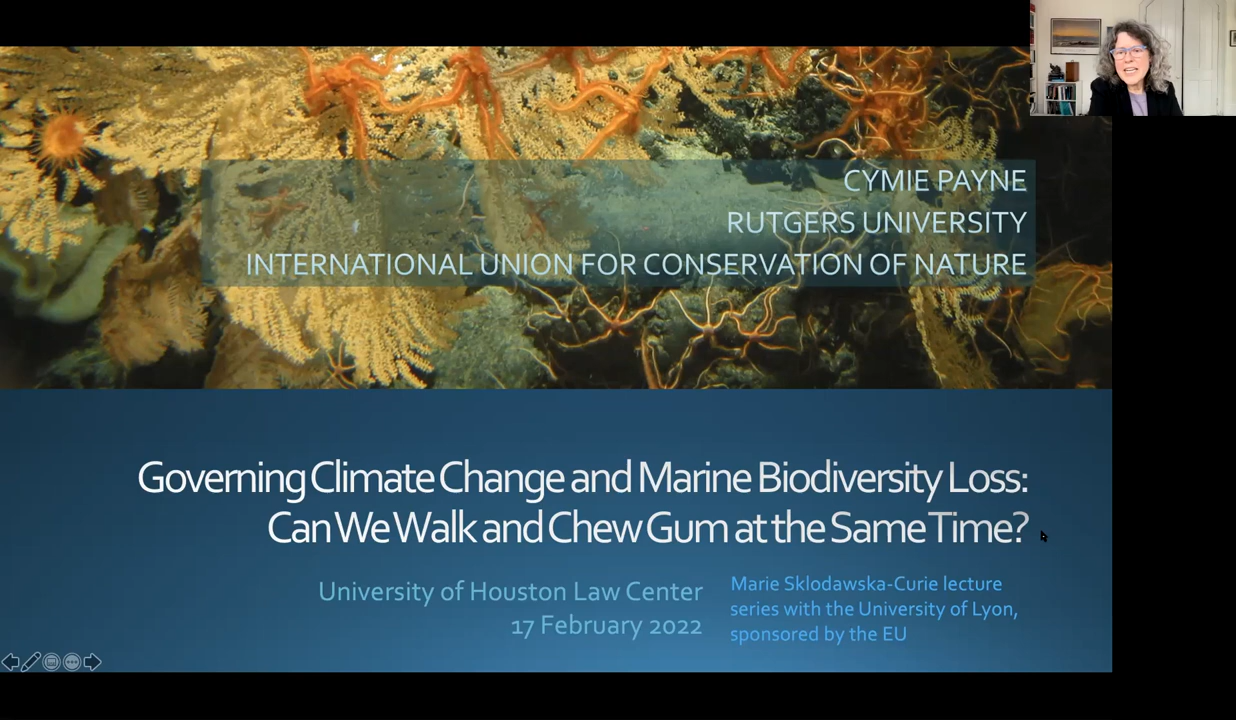 CYMIE PAYNE
RUTGERS UNIVERSITY
INTERNATIONAL UNION FOR CONSERVATION OF NATURE
Governing Climate Change and Marine Biodiversity Loss:
Can We Walk and Chew Gum at the Same Time?
University of Houston Law Center
17 February 2022
Marie Sklodawska-Curie lecture
series with the University of Lyon,
sponsored by the EU